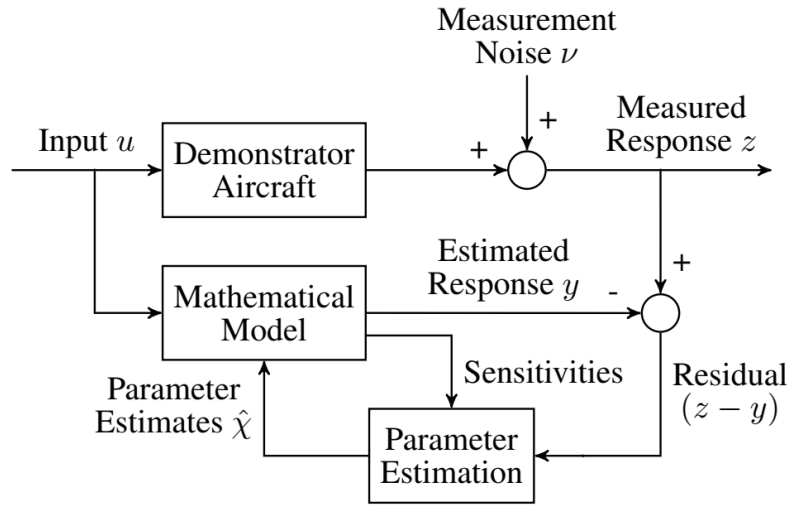 Measurement
Noise ν
Measured
Response z
Input u
Demonstrator
Aircraft
+
+
Estimated
Response y
Mathematical
Model
-
+
Sensitivities
Residual
(z − y)
Parameter
Estimates χ̂
Parameter
Estimation